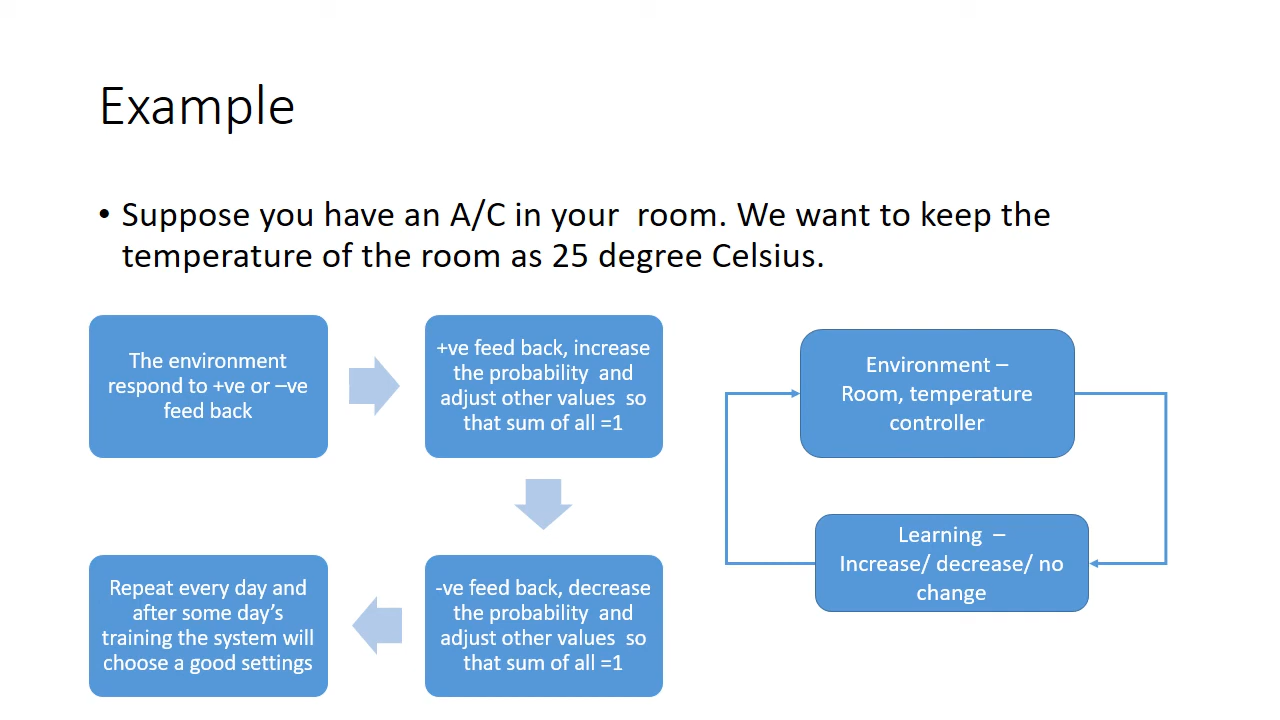 Example
• Suppose you have an A/C in your  room. We want to keep the
temperature of the room as 25 degree Celsius.
The environment
respond to +ve or –ve
feed back
+ve feed back, increase
the probability  and
adjust other values  so
that sum of all =1
-ve feed back, decrease
the probability  and
adjust other values  so
that sum of all =1
Repeat every day and
after some day’s
training the system will
choose a good settings
Environment –
Room, temperature
controller
Learning  –
Increase/ decrease/ no
change